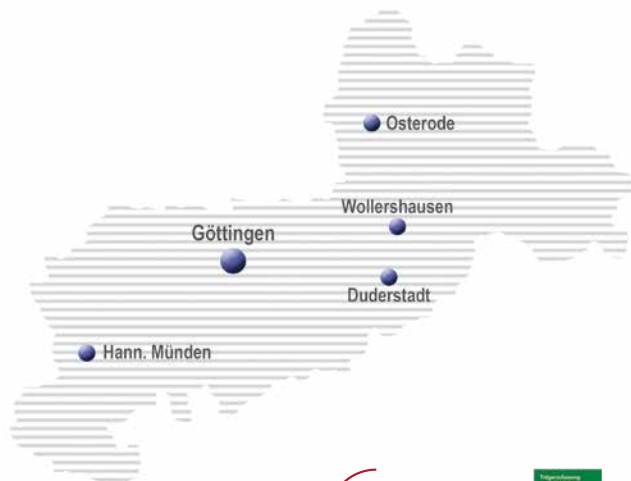 Osterode
Wollershausen
Göttingen
Duderstadt
Hann. Münden